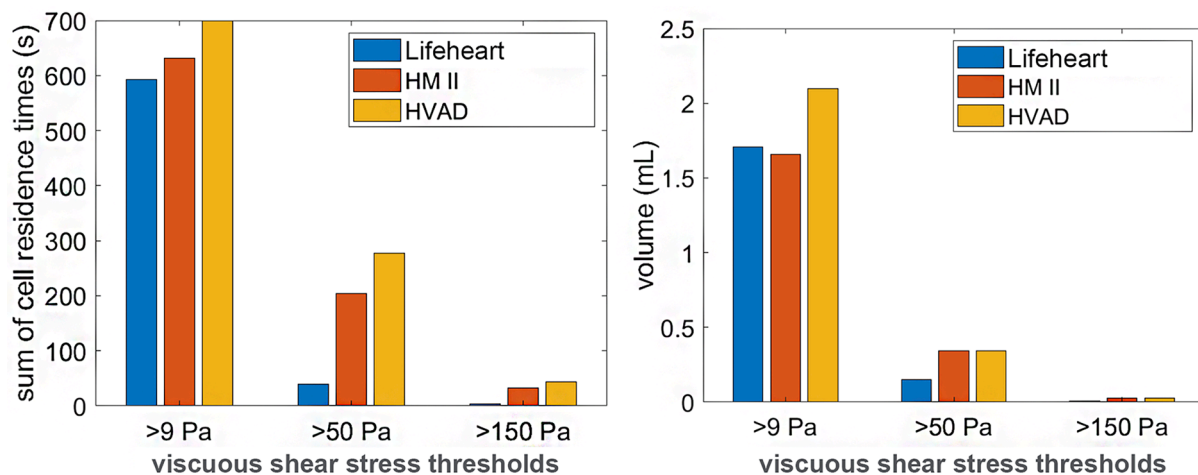 sum of cell residence times (s)
700
600
500
400
300
200
100
0
Lifeheart
HM II
HVAD
>9 Pa
>50 Pa
>150 Pa
viscuous shear stress thresholds
volume (mL)
2.5
2
1.5
1
0.5
0
Lifeheart
HM II
HVAD
>9 Pa
>50 Pa
>150 Pa
viscuous shear stress thresholds